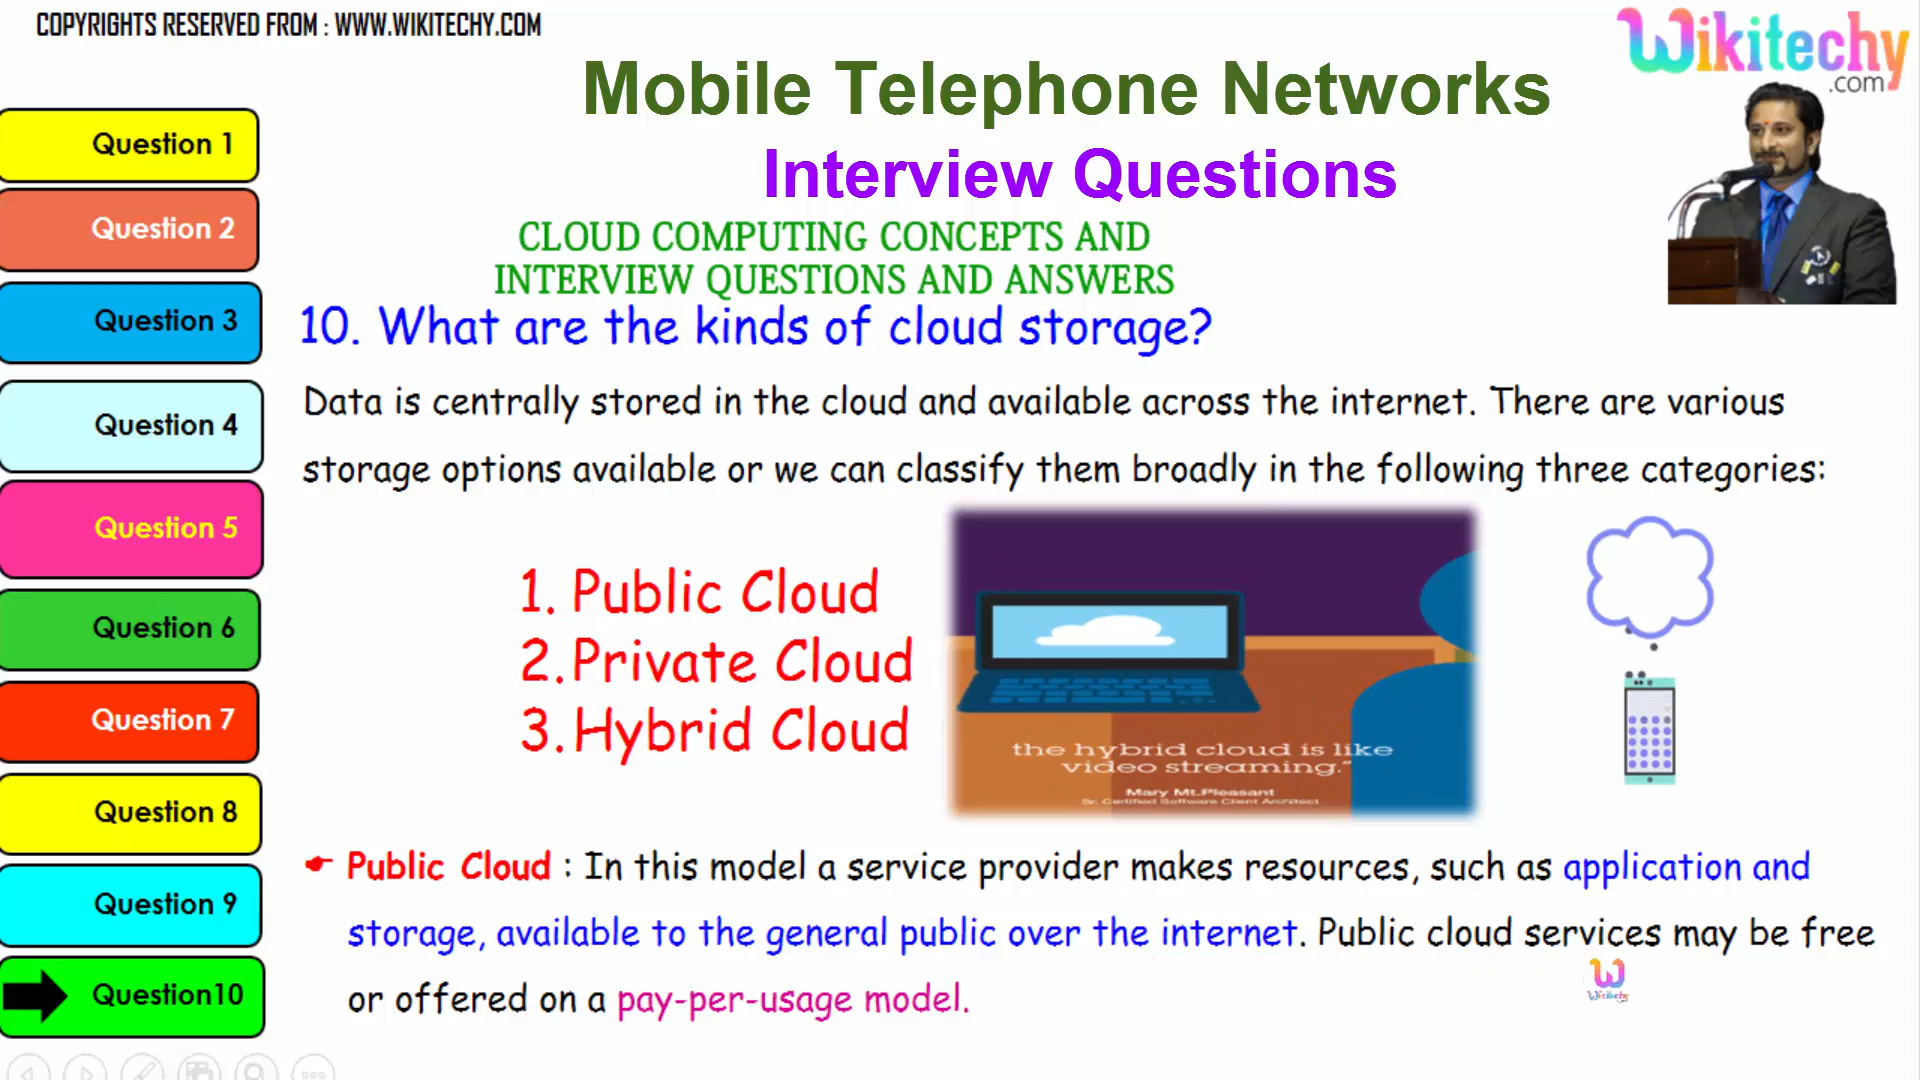 COPYRIGHTS RESERVED FROM : WWW.WIKITECHY.COM
Wikitechy
.com
Mobile Telephone Networks
Interview Questions
CLOUD COMPUTING CONCEPTS AND
INTERVIEW QUESTIONS AND ANSWERS
Question 1
Question 2
Question 3
Question 4
Question 5
Question 6
Question 7
Question 8
Question 9
Question10
10. What are the kinds of cloud storage?
Data is centrally stored in the cloud and available across the internet. There are various
storage options available or we can classify them broadly in the following three categories:
1. Public Cloud
2. Private Cloud
3. Hybrid Cloud
the hybrid cloud is like
video streaming."
Mary Mt.Pleasant
Sr. Certified Software Client Architect
Public Cloud : In this model a service provider makes resources, such as application and
storage, available to the general public over the internet. Public cloud services may be free
or offered on a pay-per-usage model.
W
Wikitechy